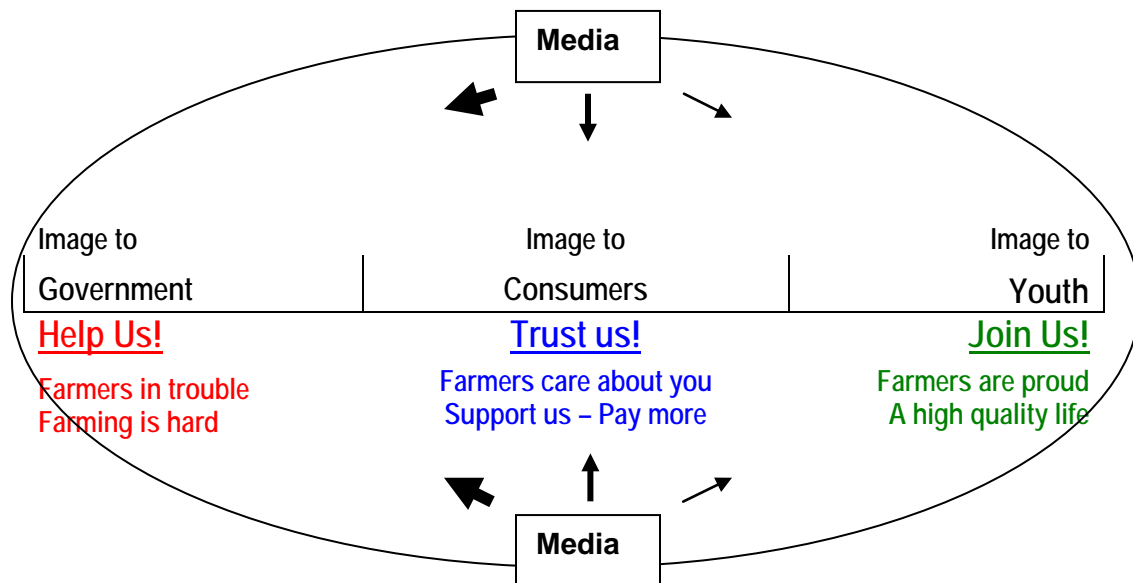 Media
Image to
Government
Help Us!
Farmers in trouble
Farming is hard
Image to
Consumers
Trust us!
Farmers care about you
Support us – Pay more
Image to
Youth
Join Us!
Farmers are proud
A high quality life
Media